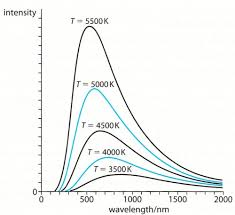 intensity
T = 5500K
T = 5000K
T = 4500K
T = 4000K
T = 3500K
0
0 500 1000 1500 2000
wavelength/nm